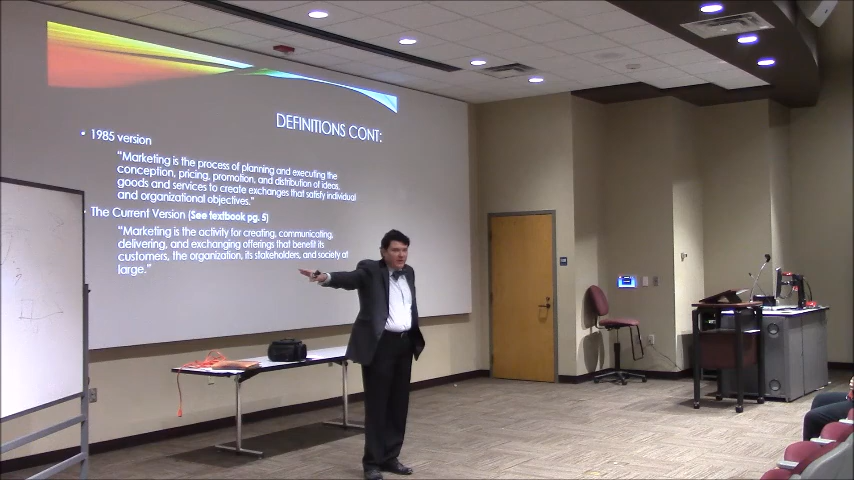 DEFINITIONS CONT:
• 1985 version
"Marketing is the process of planning and executing the
conception, pricing, promotion, and distribution of ideas,
goods and services to create exchanges that satisfy individual
and organizational objectives."
• The Current Version (See textbook pg. 5)
"Marketing is the activity for creating, communicating,
delivering, and exchanging offerings that benefit its
customers, the organization, its stakeholders, and society at
large."